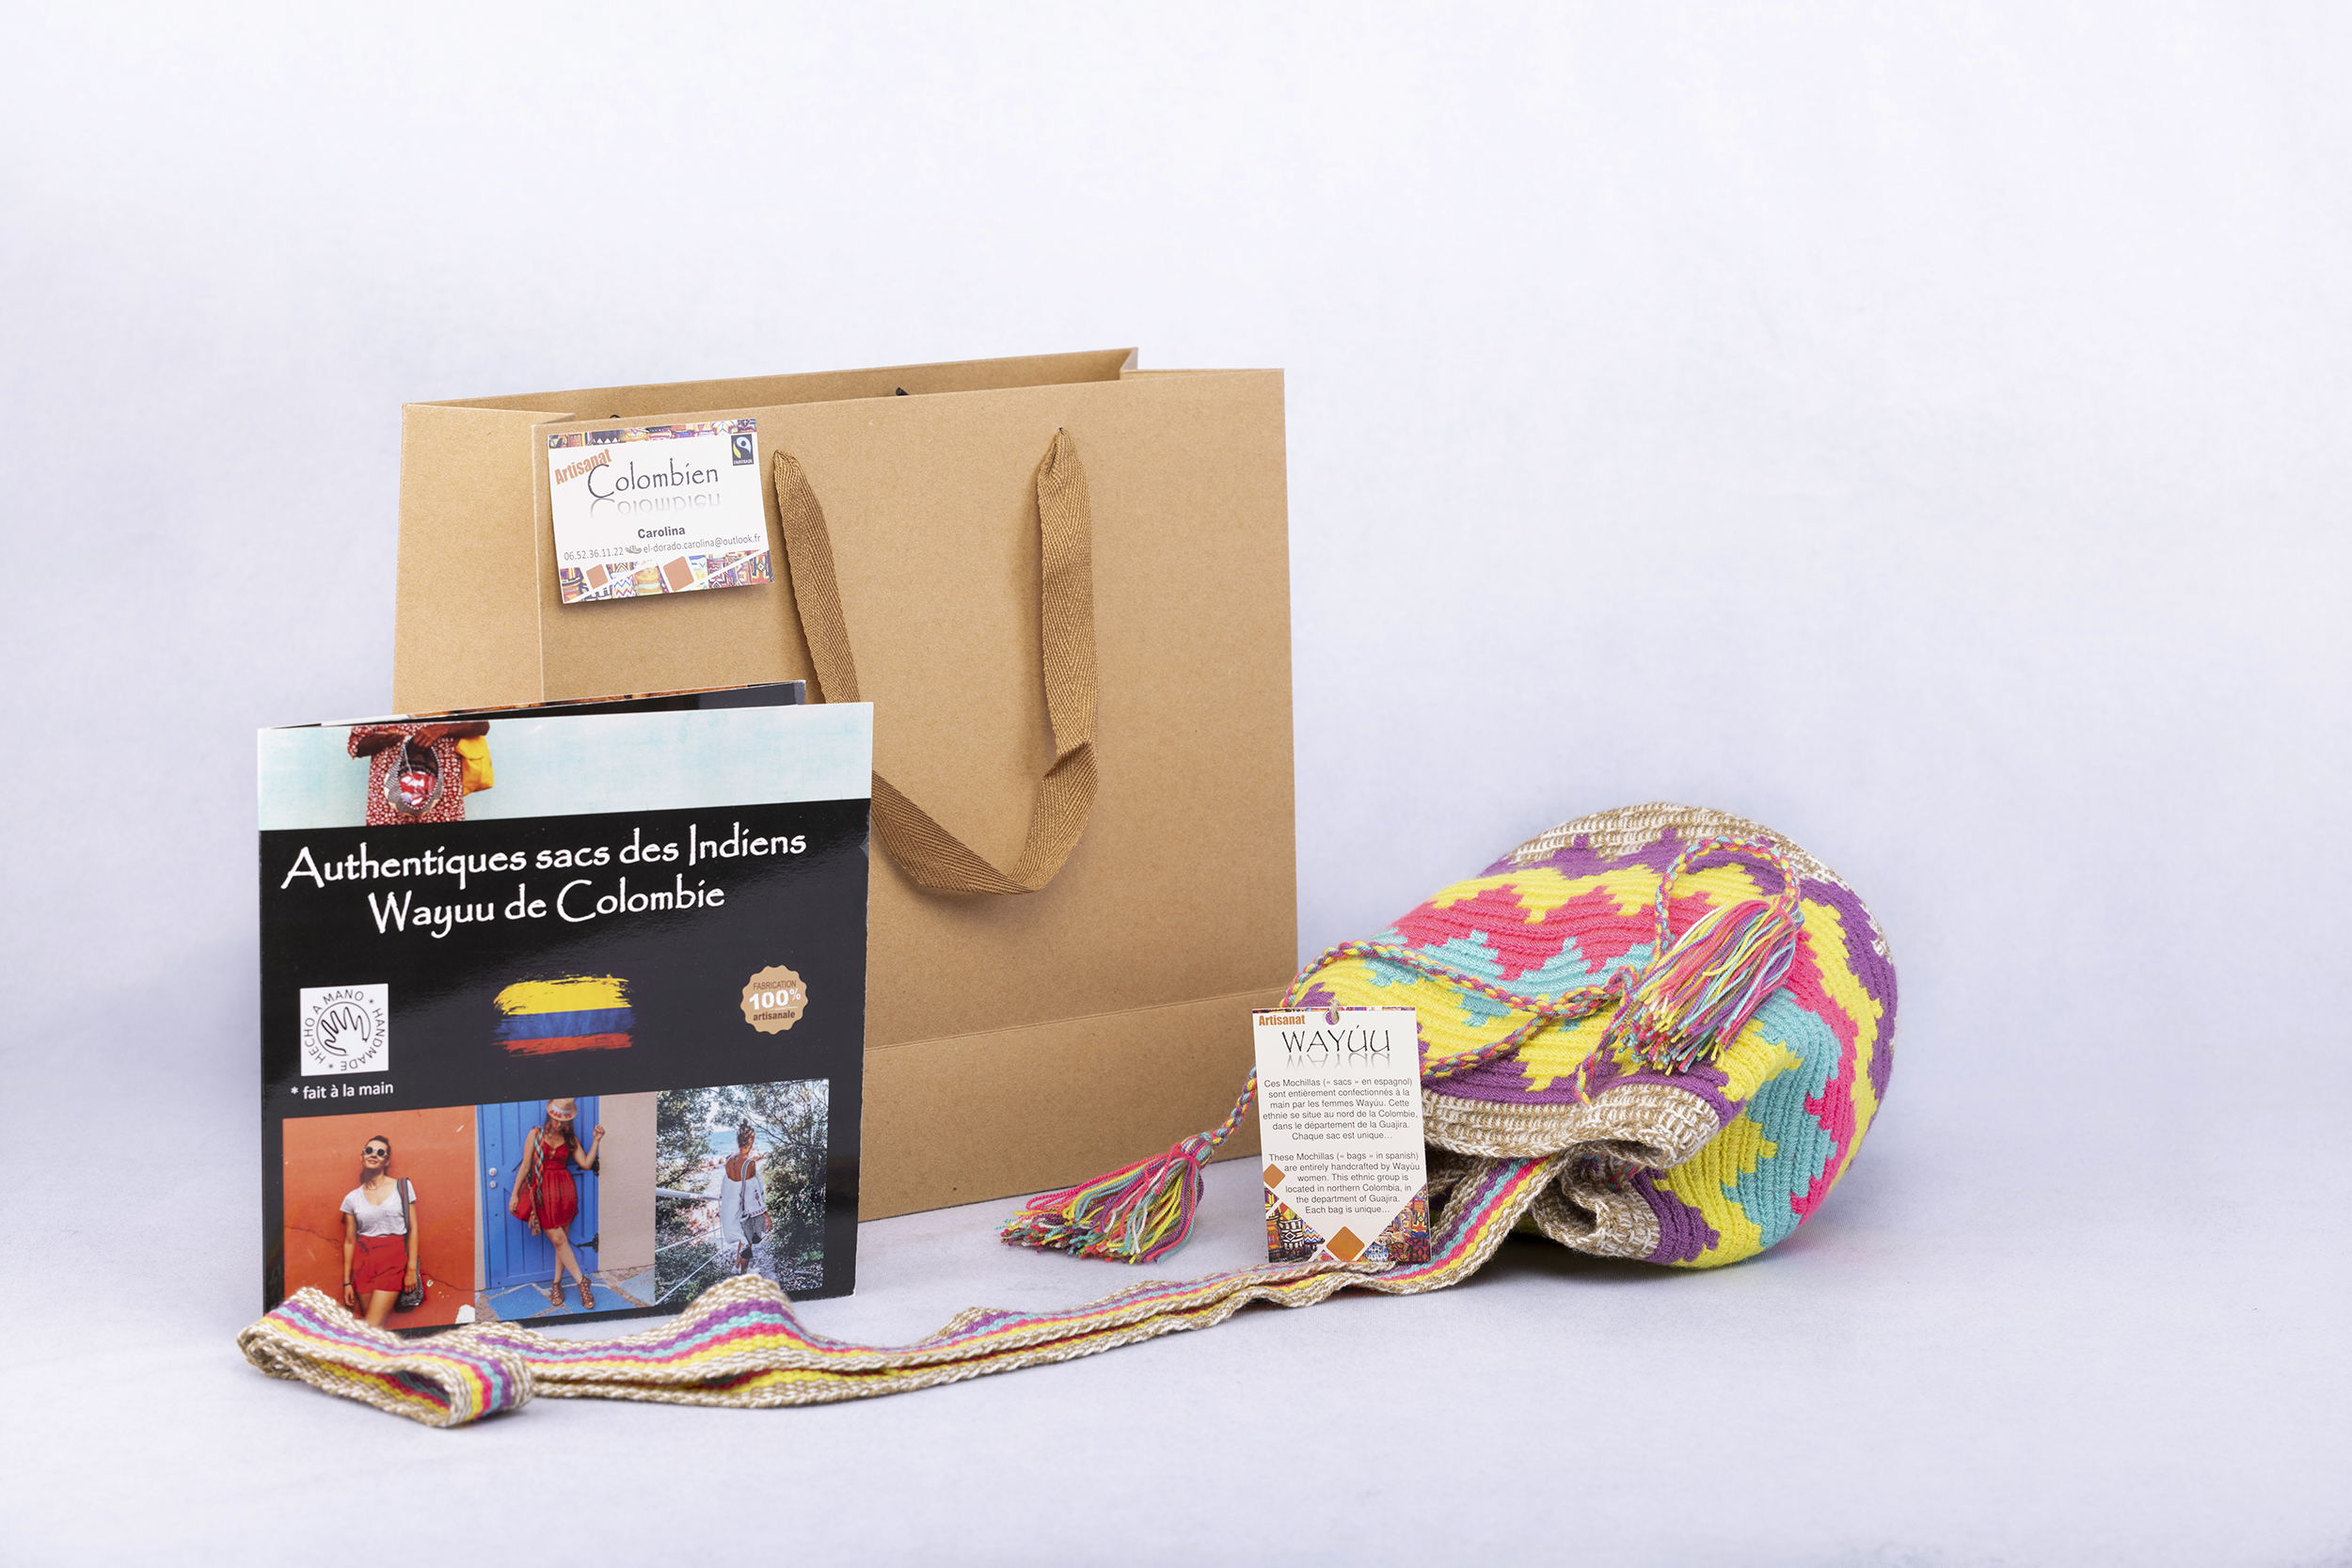 Artisanat
Colombien
FAIRTRADE
Carolina
06.52.36.11.22 el-dorado.carolina@outlook.fr
Authentiques sacs des Indiens
Wayuu de Colombie
HECHO A MANO * HANDMADE *
* fait à la main
FABRICATION
100%
artisanale
Artisanat
WAYÚU
Ces Mochillas (« sacs » en espagnol)
sont entièrement confectionnés à la
main par les femmes Wayúu. Cette
ethnie se situe au nord de la Colombie,
dans le département de la Guajira.
Chaque sac est unique...
These Mochillas (« bags » in spanish)
are entirely handcrafted by Wayúu
women. This ethnic group is
located in northern Colombia, in
the department of Guajira.
Each bag is unique...